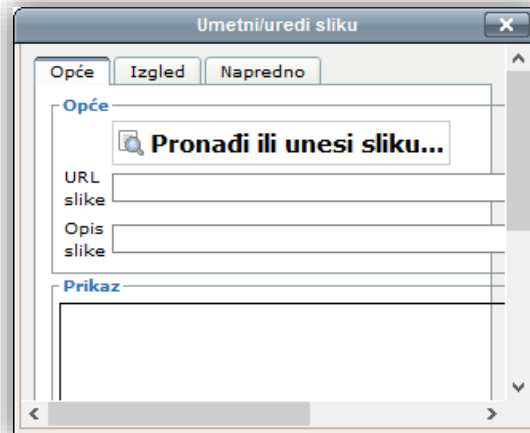 Umetni/uredi sliku
Opće Izgled Napredno
Opće
Pronađi ili unesi sliku...
URL
slike
Opis
slike
Prikaz